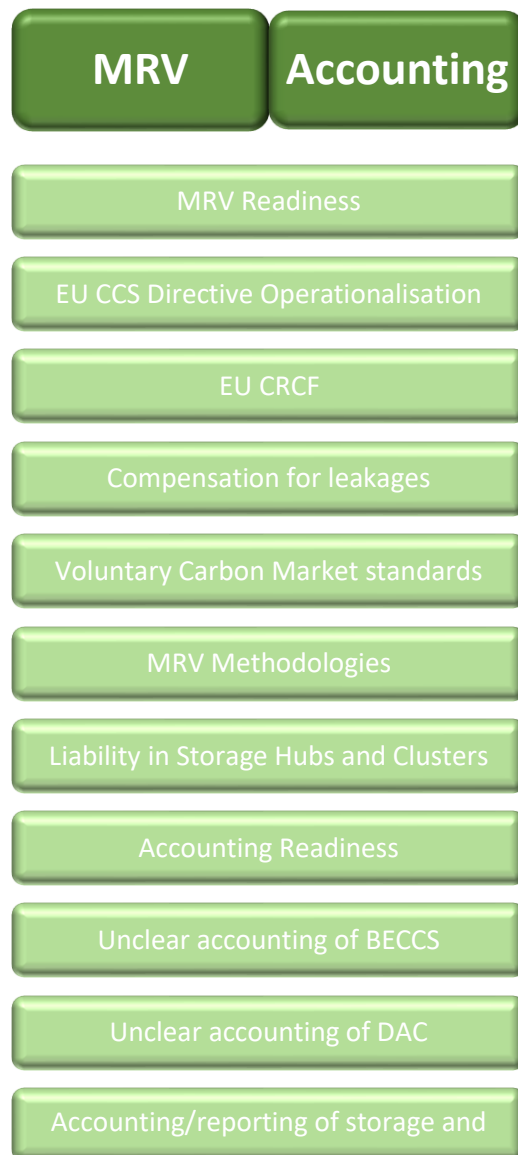 MRV Accounting
MRV Readiness
EU CCS Directive Operationalisation
EU CRCF
Compensation for leakages
Voluntary Carbon Market standards
MRV Methodologies
Liability in Storage Hubs and Clusters
Accounting Readiness
Unclear accounting of BECCS
Unclear accounting of DAC
Accounting/reporting of storage and